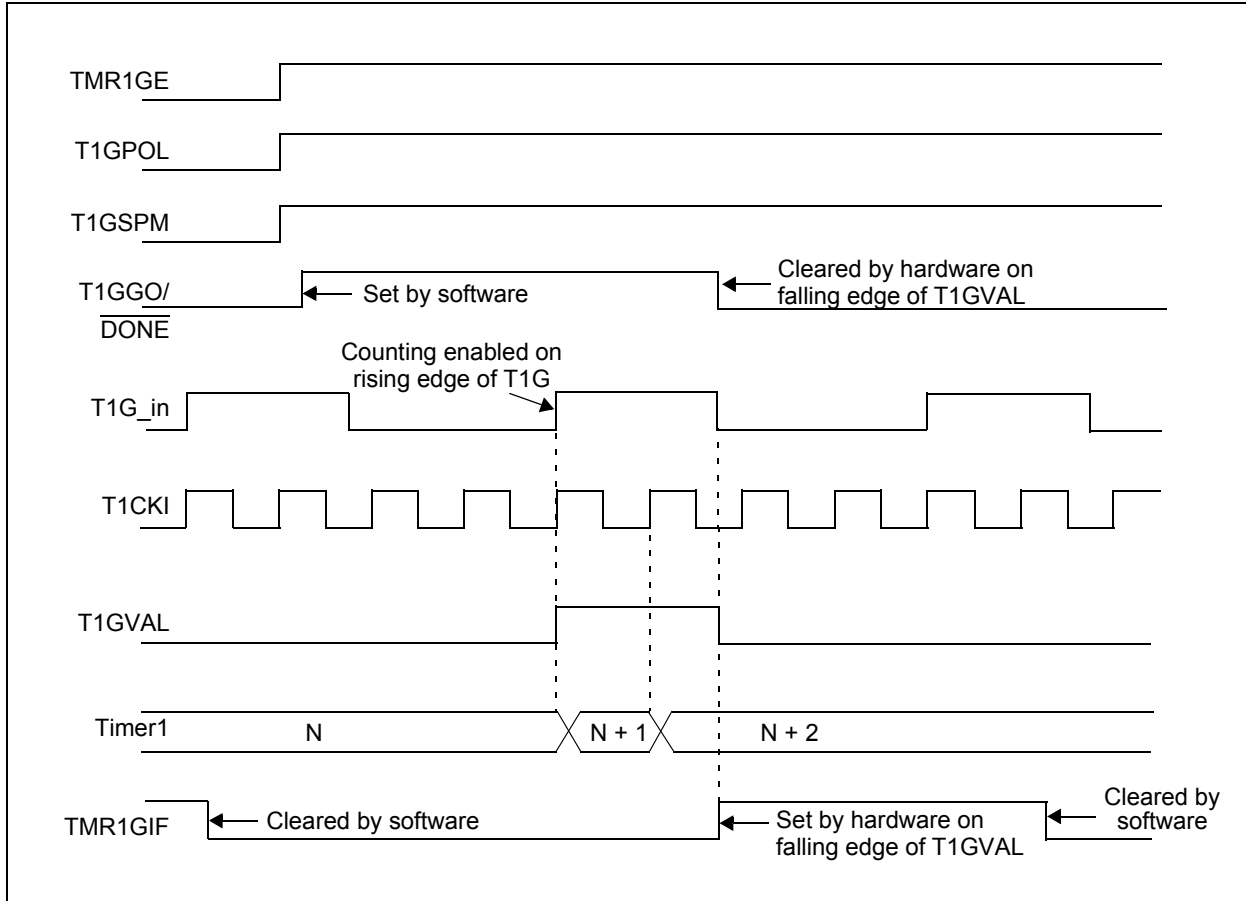 TMR1GE
T1GPOL
T1GSPM
T1GGO/
DONE
Set by software
Cleared by hardware on
falling edge of T1GVAL
Counting enabled on
rising edge of T1G
T1G_in
T1CKI
T1GVAL
Timer1
N
N + 1
N + 2
TMR1GIF
Cleared by software
Set by hardware on
falling edge of T1GVAL
Cleared by
software